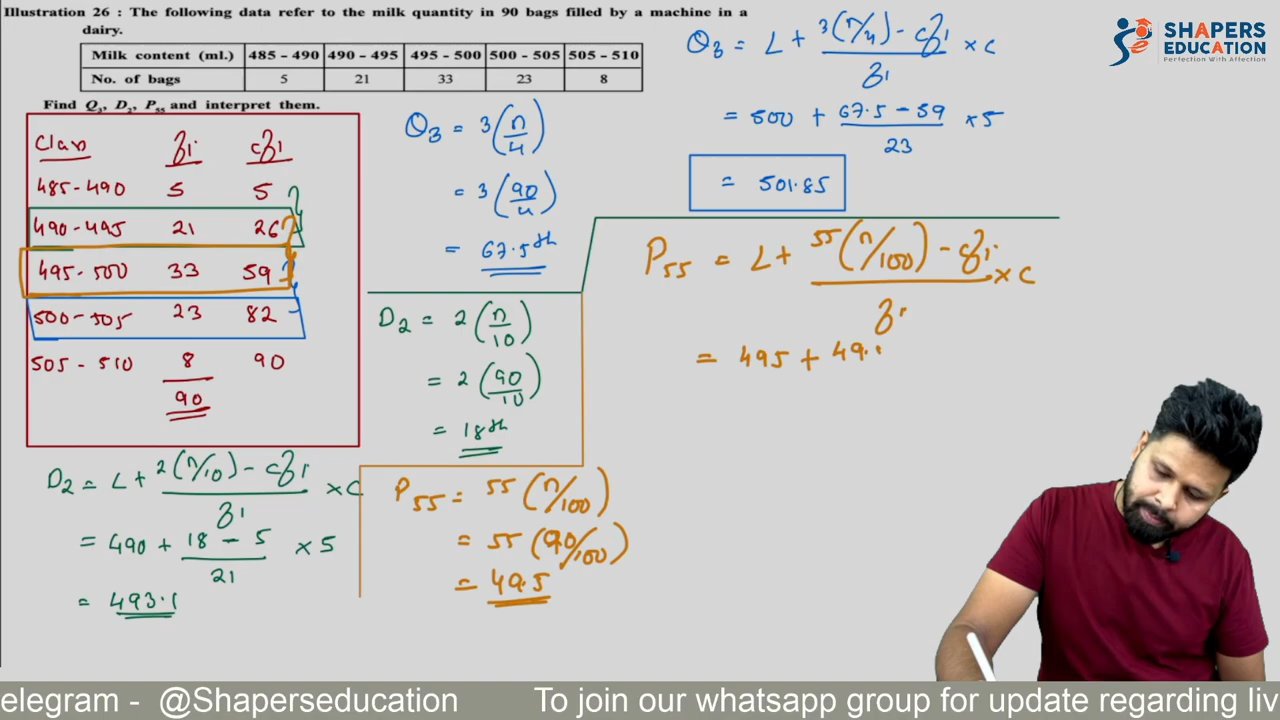 Illustration 26 : The following data refer to the milk quantity in 90 bags filled by a machine in a
dairy.
Milk content (ml.) 485 – 490 490 – 495 495 – 500 500 – 505 505 – 510
No. of bags 5 21 33 23 8
Find Q₃, D₂, P₅₅ and interpret them.
Class fi cfi
485-490 5 5
490-495 21 26
495-500 33 59
500-505 23 82
505-510 8 90
90
Q₃ = 3(n/4)
= 3(90/4)
= 67.5th
Q₃ = L + (3(n/4) - cfi)/fi × C
= 500 + (67.5 - 59)/23 × 5
= 501.85
D₂ = 2(n/10)
= 2(90/10)
= 18th
D₂ = L + (2(n/10) - cfi)/fi × C
= 490 + (18 - 5)/21 × 5
= 493.1
P₅₅ = 55(n/100)
= 55(90/100)
= 49.5
P₅₅ = L + (55(n/100) - cfi)/fi × C
= 495 + 49.
SHAPERS
EDUCATION
Perfection With Affection
elegram - @Shaperseducation To join our whatsapp group for update regarding liv